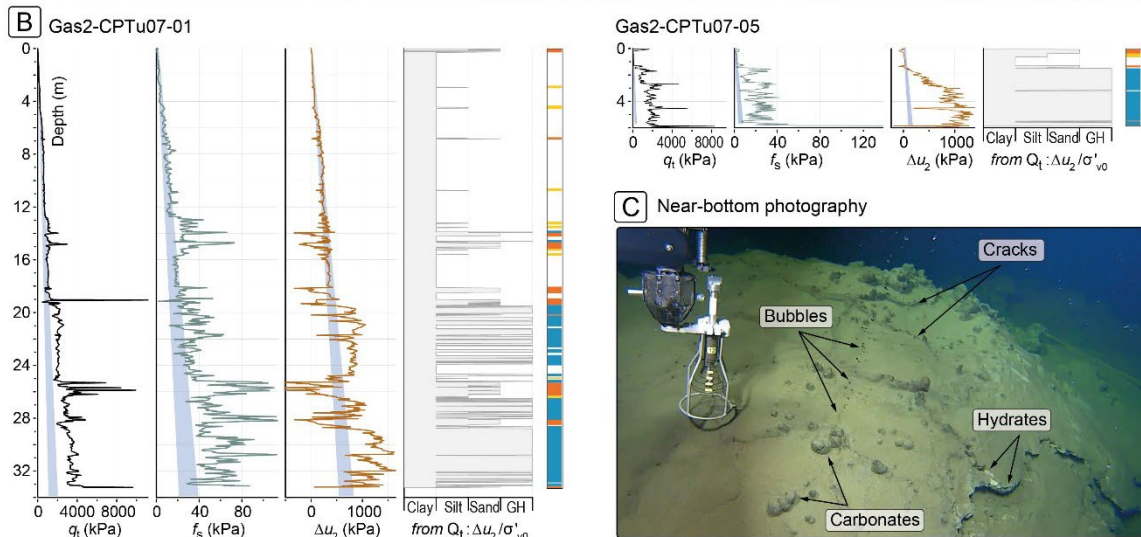 B Gas2-CPTu07-01
0
4
8
12
16
20
24
28
32
Depth (m)
0 4000 8000
qt (kPa)
0 40 80
fs (kPa)
0 1000
Δu2 (kPa)
Clay Silt Sand GH
from Qt : Δu2/σ'v0
Gas2-CPTu07-05
0
4
0 4000 8000
qt (kPa)
0 40 80 120
fs (kPa)
0 1000
Δu2 (kPa)
Clay Silt Sand GH
from Qt : Δu2/σ'v0
C Near-bottom photography
Cracks
Bubbles
Hydrates
Carbonates